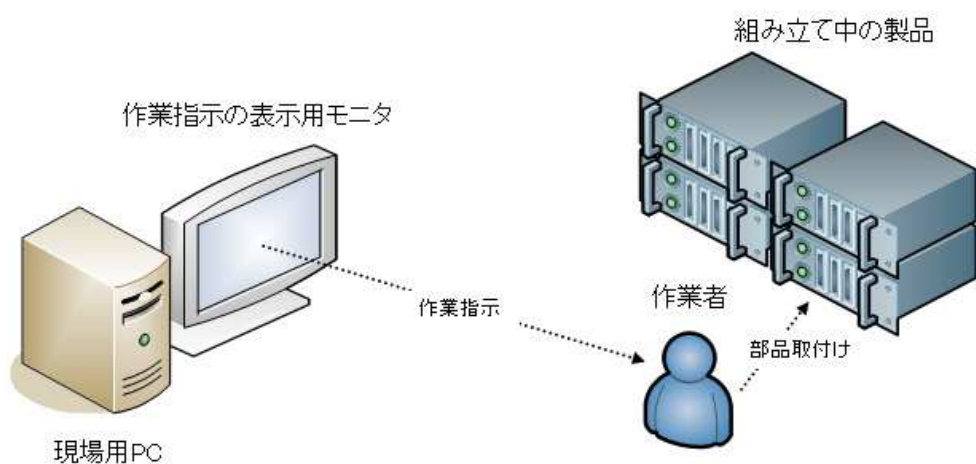 組み立て中の製品
作業指示の表示用モニタ
作業指示
作業者
部品取付け
現場用PC